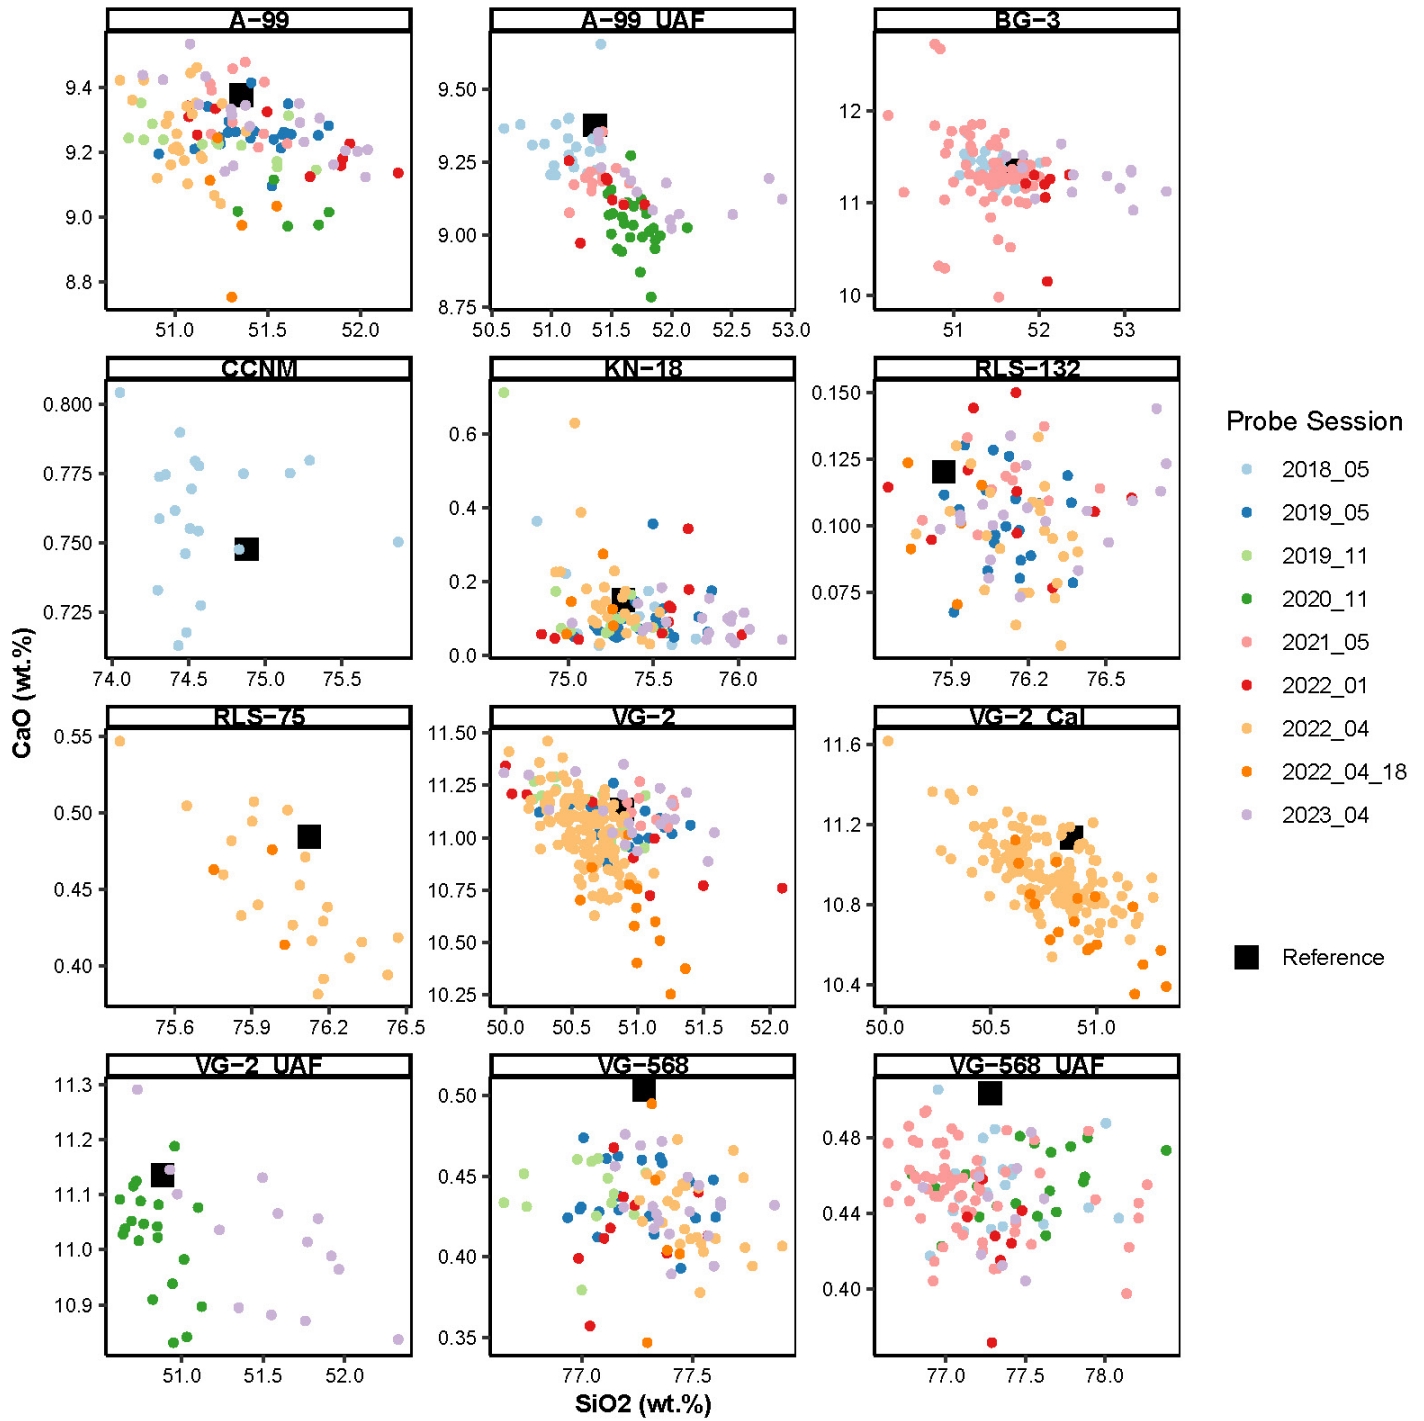 A−99
A−99_UAF
BG−3
9.4
9.2
9.0
8.8
51.0 51.5 52.0
9.50
9.25
9.00
8.75
50.5 51.0 51.5 52.0 52.5 53.0
12
11
10
51 52 53
CCNM
KN−18
RLS−132
0.800
0.775
0.750
0.725
74.0 74.5 75.0 75.5
0.6
0.4
0.2
0.0
75.0 75.5 76.0
0.150
0.125
0.100
0.075
75.9 76.2 76.5
RLS−75
VG−2
VG−2_Cal
0.55
0.50
0.45
0.40
75.6 75.9 76.2 76.5
11.50
11.25
11.00
10.75
10.50
10.25
50.0 50.5 51.0 51.5 52.0
11.6
11.2
10.8
10.4
50.0 50.5 51.0
VG−2_UAF
VG−568
VG−568_UAF
11.3
11.2
11.1
11.0
10.9
51.0 51.5 52.0
0.50
0.45
0.40
0.35
77.0 77.5
0.48
0.44
0.40
77.0 77.5 78.0
CaO (wt.%)
SiO2 (wt.%)
Probe Session
2018_05
2019_05
2019_11
2020_11
2021_05
2022_01
2022_04
2022_04_18
2023_04
Reference